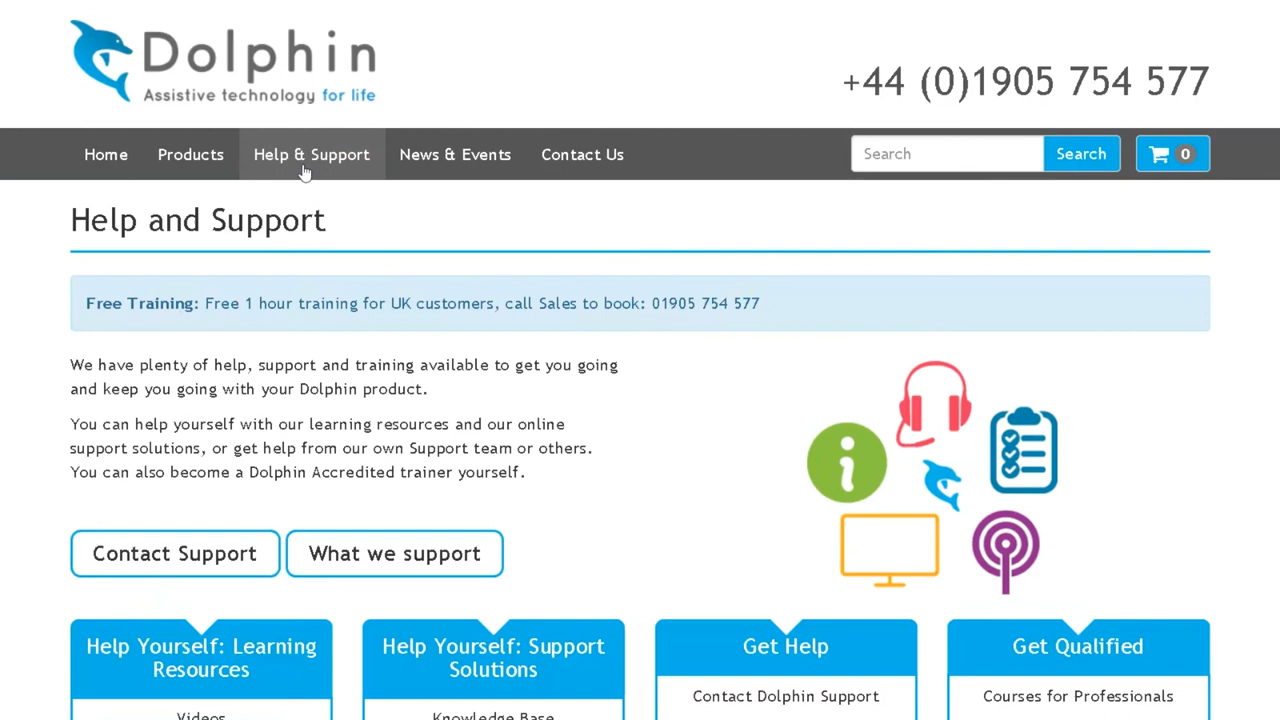 Dolphin
Assistive technology for life
+44 (0)1905 754 577
Home Products Help & Support News & Events Contact Us Search Search 0
Help and Support
Free Training: Free 1 hour training for UK customers, call Sales to book: 01905 754 577
We have plenty of help, support and training available to get you going
and keep you going with your Dolphin product.
You can help yourself with our learning resources and our online
support solutions, or get help from our own Support team or others.
You can also become a Dolphin Accredited trainer yourself.
Contact Support What we support
Help Yourself: Learning
Resources
Videos
Help Yourself: Support
Solutions
Knowledge Base
Get Help
Contact Dolphin Support
Get Qualified
Courses for Professionals